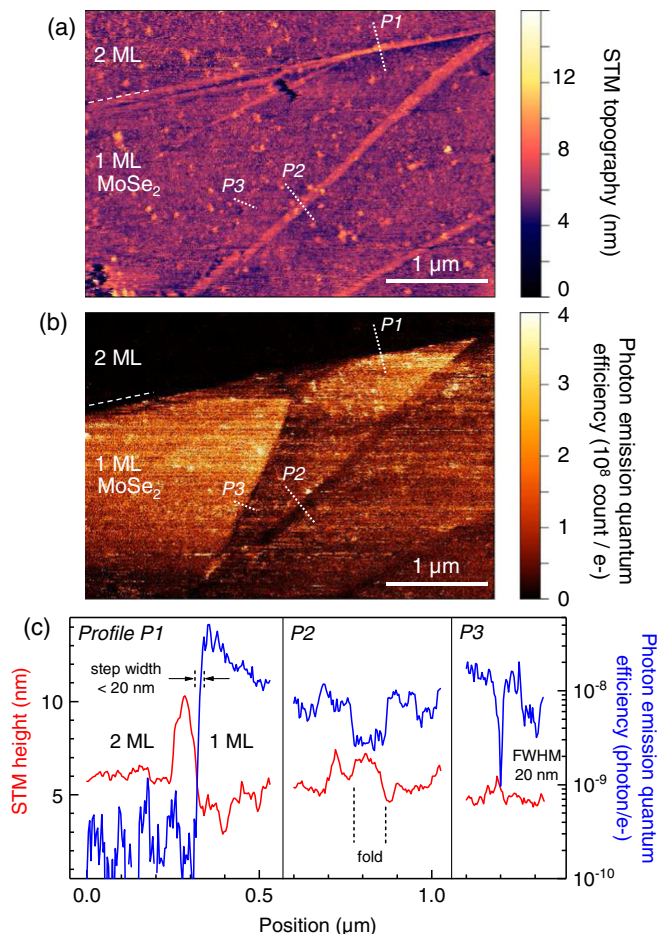 (a)
P1
2 ML
1 ML
MoSe₂
P3
P2
1 μm
12
8
4
0
STM topography (nm)
(b)
P1
2 ML
1 ML
MoSe₂
P3
P2
1 μm
4
3
2
1
0
Photon emission quantum
efficiency (10⁸ count / e-)
(c)
Profile P1
P2
P3
step width
< 20 nm
2 ML
1 ML
fold
FWHM
20 nm
10
5
STM height (nm)
10⁻⁸
10⁻⁹
10⁻¹⁰
Photon emission quantum
efficiency (photon/e-)
0.0
0.5
1.0
Position (μm)